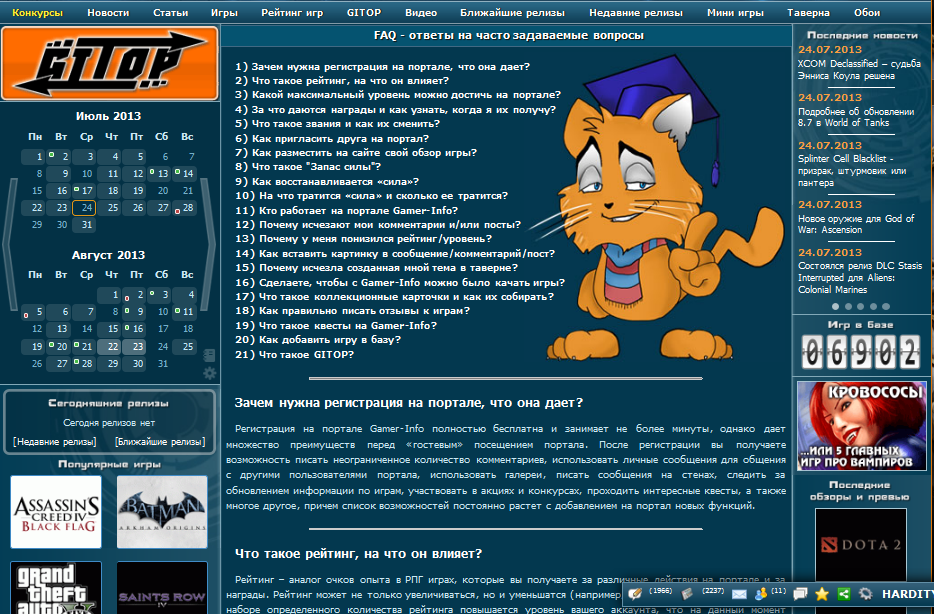 Конкурсы Новости Статьи Игры Рейтинг игр GITOP Видео Ближайшие релизы Недавние релизы Мини игры Таверна Обои
GITOP
Июль 2013
Пн Вт Ср Чт Пт Сб Вс
1 2 3 4 5 6 7
8 9 10 11 12 13 14
15 16 17 18 19 20 21
22 23 24 25 26 27 28
29 30 31
Август 2013
Пн Вт Ср Чт Пт Сб Вс
1 2 3 4
5 6 7 8 9 10 11
12 13 14 15 16 17 18
19 20 21 22 23 24 25
26 27 28 29 30 31
Сегодняшние релизы
Сегодня релизов нет
[Недавние релизы] [Ближайшие релизы]
Популярные игры
ASSASSIN'S
CREED IV
BLACK FLAG
BATMAN
ARKHAM ORIGINS
grand
theft
auto
V
SAINTS ROW
IV
FAQ - ответы на часто задаваемые вопросы
1) Зачем нужна регистрация на портале, что она дает?
2) Что такое рейтинг, на что он влияет?
3) Какой максимальный уровень можно достичь на портале?
4) За что даются награды и как узнать, когда я их получу?
5) Что такое звания и как их сменить?
6) Как пригласить друга на портал?
7) Как разместить на сайте свой обзор игры?
8) Что такое "Запас силы"?
9) Как восстанавливается «сила»?
10) На что тратится «сила» и сколько ее тратится?
11) Кто работает на портале Gamer-Info?
12) Почему исчезают мои комментарии и/или посты?
13) Почему у меня понизился рейтинг/уровень?
14) Как вставить картинку в сообщение/комментарий/пост?
15) Почему исчезла созданная мной тема в таверне?
16) Сделаете, чтобы с Gamer-Info можно было качать игры?
17) Что такое коллекционные карточки и как их собирать?
18) Как правильно писать отзывы к играм?
19) Что такое квесты на Gamer-Info?
20) Как добавить игру в базу?
21) Что такое GITOP?
Зачем нужна регистрация на портале, что она дает?
Регистрация на портале Gamer-Info полностью бесплатна и занимает не более минуты, однако дает
множество преимуществ перед «гостевым» посещением портала. После регистрации вы получаете
возможность писать неограниченное количество комментариев, использовать личные сообщения для общения
с другими пользователями портала, использовать галереи, писать сообщения на стенах, следить за
обновлением информации по играм, участвовать в акциях и конкурсах, проходить интересные квесты, а также
многое другое, причем список возможностей постоянно растет с добавлением на портал новых функций.
Что такое рейтинг, на что он влияет?
Рейтинг – аналог очков опыта в РПГ играх, которые вы получаете за различные действия на портале и за
награды. Рейтинг может не только увеличиваться, но и уменьшатся (например
наборе определенного количества рейтинга повышается уровень вашего аккаунта, что на данный момент
Последние новости
24.07.2013
XCOM Declassified – судьба
Энниса Коула решена
24.07.2013
Подробнее об обновлении
8.7 в World of Tanks
24.07.2013
Splinter Cell Blacklist -
призрак, штурмовик или
пантера
24.07.2013
Новое оружие для God of
War: Ascension
24.07.2013
Состоялся релиз DLC Stasis
Interrupted для Aliens:
Colonial Marines
Игр в базе
06902
КРОВОСОСЫ
...ИЛИ 5 ГЛАВНЫХ
ИГР ПРО ВАМПИРОВ
Последние
обзоры и превью
DOTA 2
(1966) (2237) (11) HARDITY